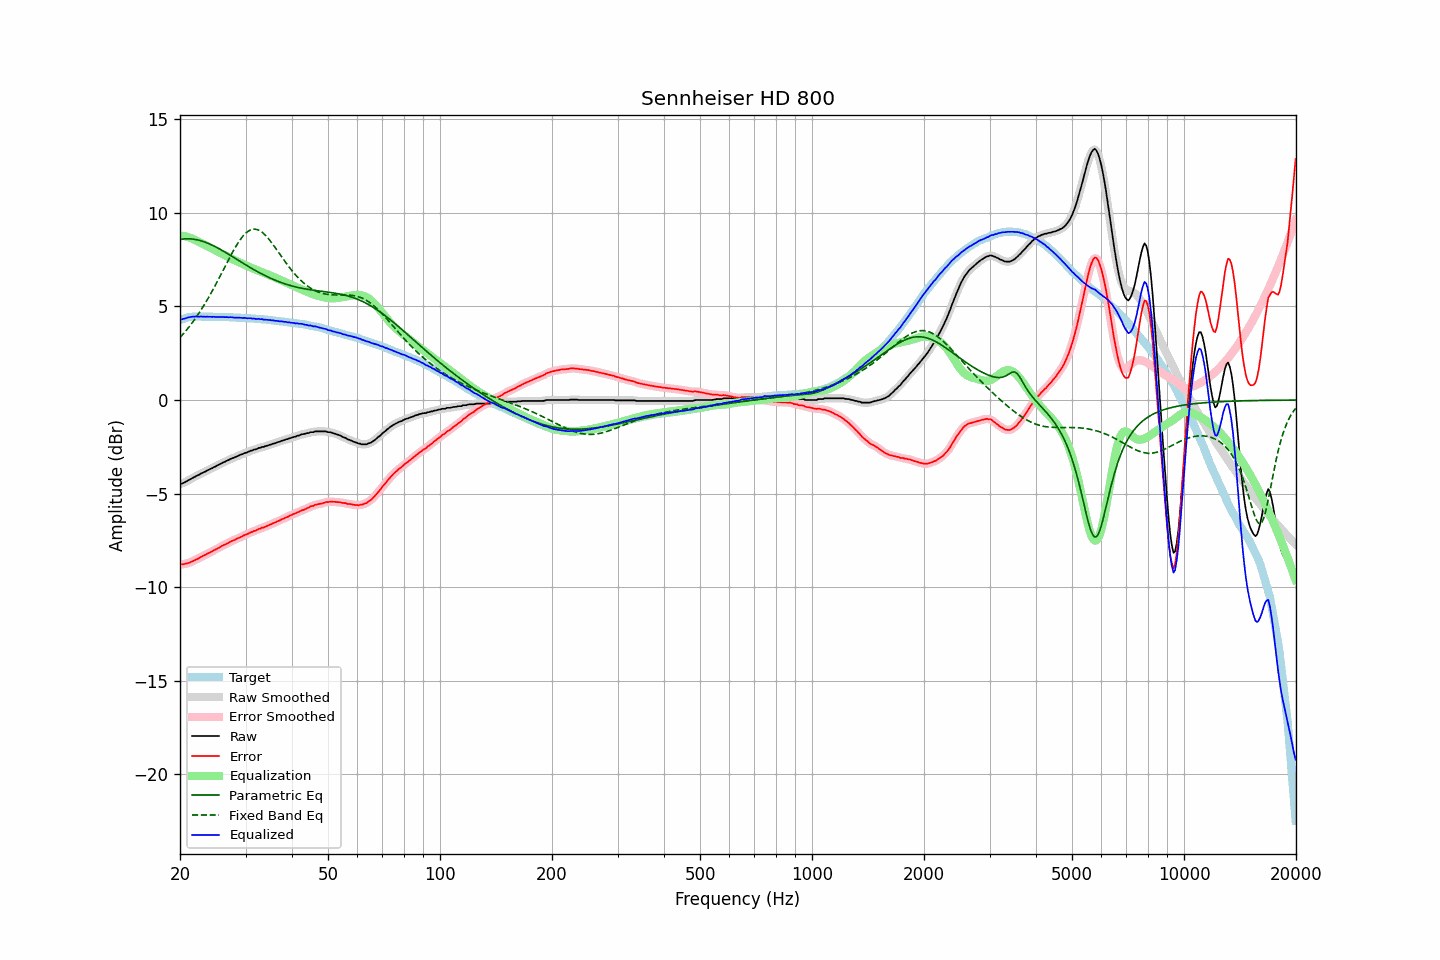 Sennheiser HD 800
15
10
5
0
−5
−10
−15
−20
Amplitude (dBr)
Target
Raw Smoothed
Error Smoothed
Raw
Error
Equalization
Parametric Eq
Fixed Band Eq
Equalized
20 50 100 200 500 1000 2000 5000 10000 20000
Frequency (Hz)